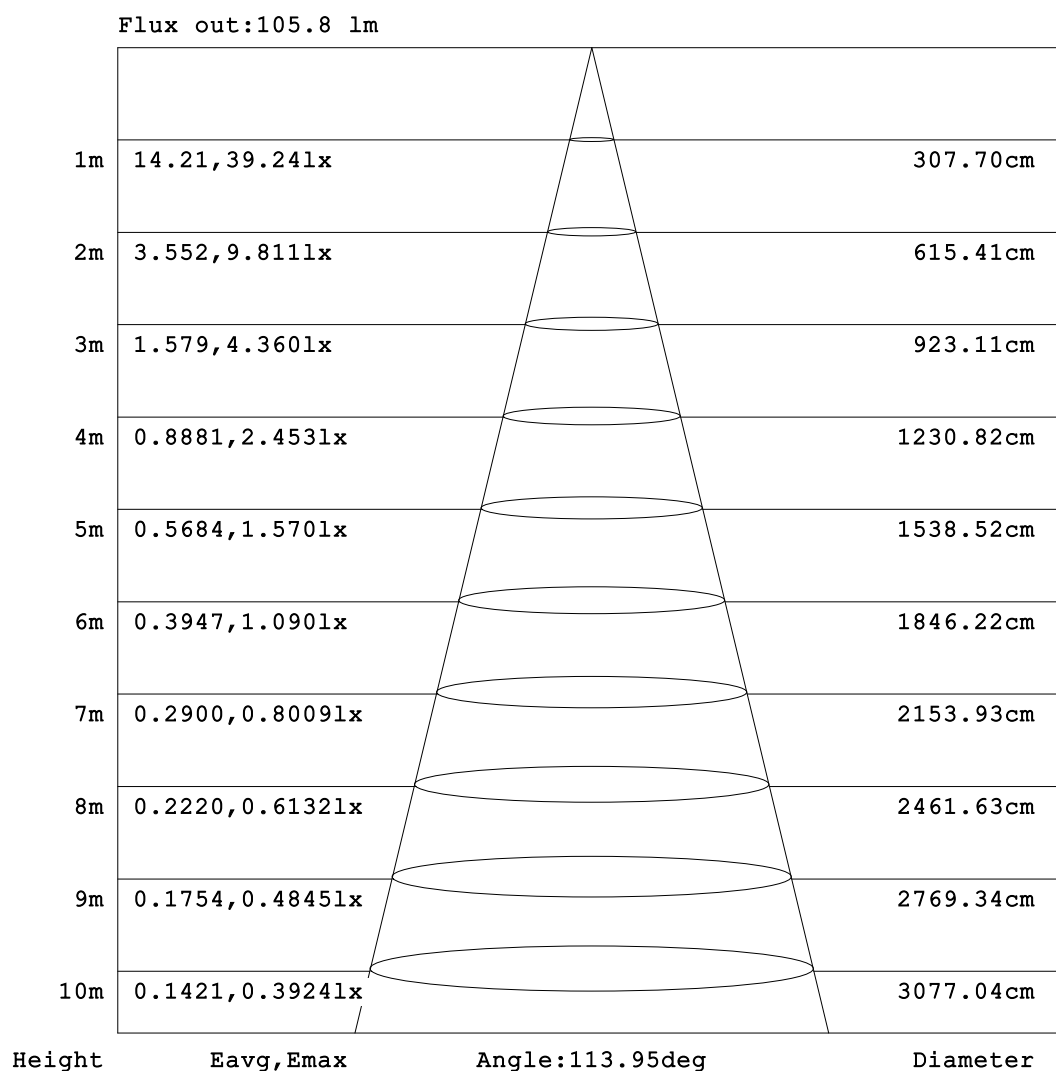 Flux out:105.8 lm
1m 14.21,39.24lx 307.70cm
2m 3.552,9.811lx 615.41cm
3m 1.579,4.360lx 923.11cm
4m 0.8881,2.453lx 1230.82cm
5m 0.5684,1.570lx 1538.52cm
6m 0.3947,1.090lx 1846.22cm
7m 0.2900,0.8009lx 2153.93cm
8m 0.2220,0.6132lx 2461.63cm
9m 0.1754,0.4845lx 2769.34cm
10m 0.1421,0.3924lx 3077.04cm
Height Eavg,Emax Angle:113.95deg Diameter